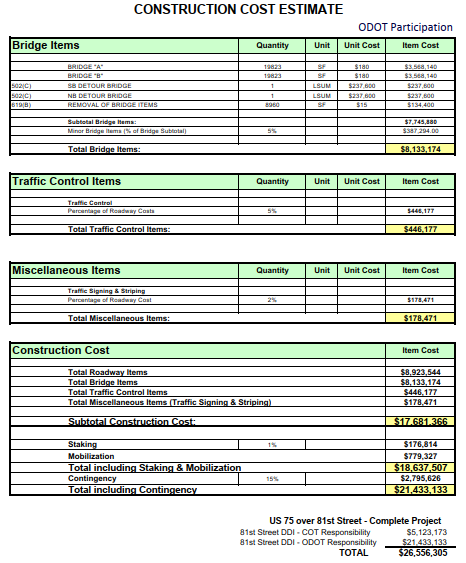 CONSTRUCTION COST ESTIMATE
ODOT Participation
Bridge Items Quantity Unit Unit Cost Item Cost
BRIDGE "A" 19823 SF $180 $3,568,140
BRIDGE "B" 19823 SF $180 $3,568,140
502(C) SB DETOUR BRIDGE 1 LSUM $237,600 $237,600
502(C) NB DETOUR BRIDGE 1 LSUM $237,600 $237,600
619(B) REMOVAL OF BRIDGE ITEMS 8960 SF $15 $134,400
Subtotal Bridge Items: $7,745,880
Minor Bridge Items (% of Bridge Subtotal) 5% $387,294.00
Total Bridge Items: $8,133,174
Traffic Control Items Quantity Unit Unit Cost Item Cost
Traffic Control
Percentage of Roadway Costs 5% $446,177
Total Traffic Control Items: $446,177
Miscellaneous Items Quantity Unit Unit Cost Item Cost
Traffic Signing & Striping
Percentage of Roadway Cost 2% $178,471
Total Miscellaneous Items: $178,471
Construction Cost Item Cost
Total Roadway Items $8,923,544
Total Bridge Items $8,133,174
Total Traffic Control Items $446,177
Total Miscellaneous Items (Traffic Signing & Striping) $178,471
Subtotal Construction Cost: $17,681,366
Staking 1% $176,814
Mobilization $779,327
Total including Staking & Mobilization $18,637,507
Contingency 15% $2,795,626
Total including Contingency $21,433,133
US 75 over 81st Street - Complete Project
81st Street DDI - COT Responsibility $5,123,173
81st Street DDI - ODOT Responsibility $21,433,133
TOTAL $26,556,305